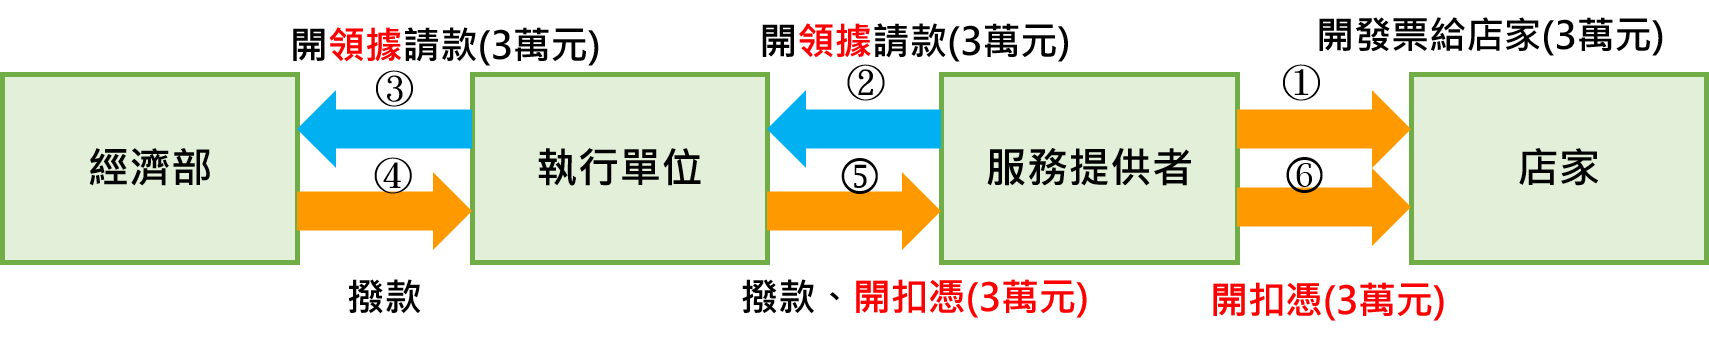 開領據請款(3萬元)
開領據請款(3萬元)
開發票給店家(3萬元)
③
②
①
經濟部
執行單位
服務提供者
店家
④
⑤
⑥
撥款
撥款、開扣憑(3萬元)
開扣憑(3萬元)